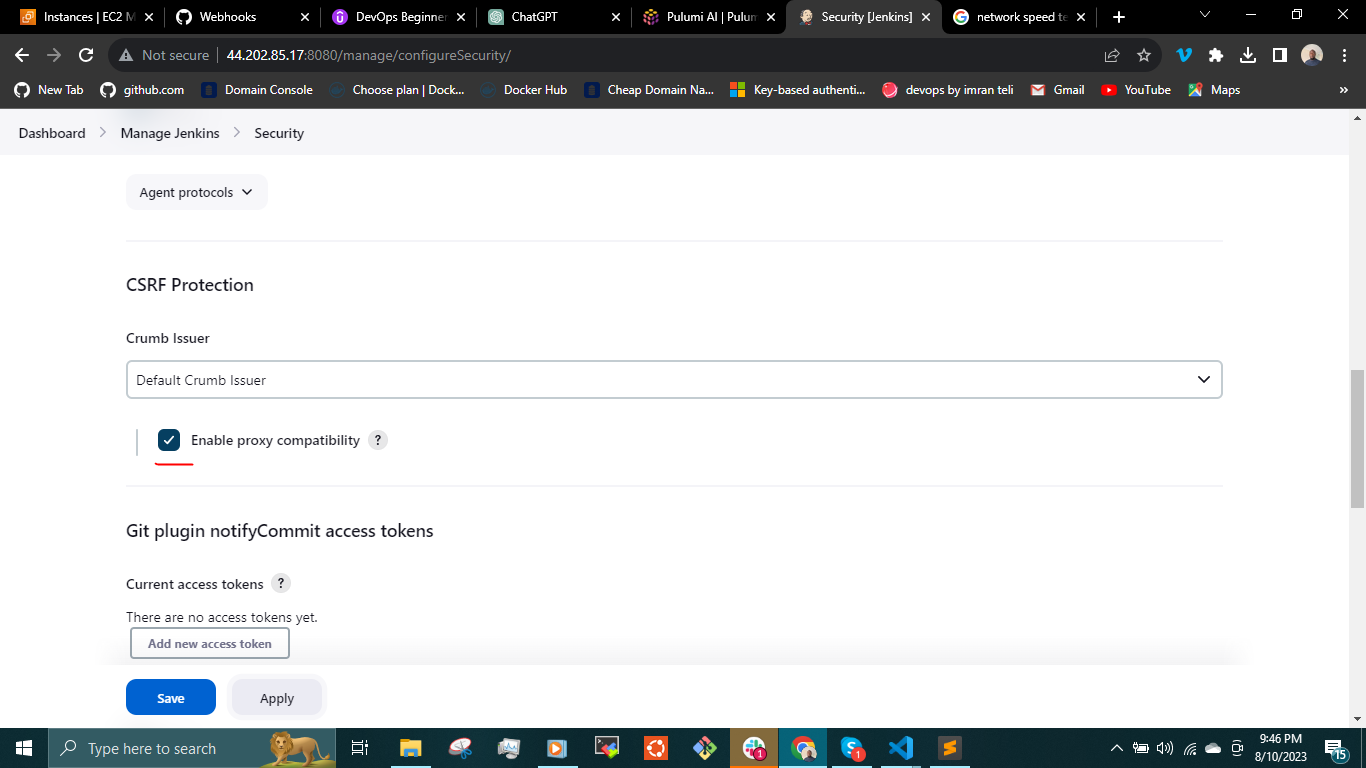 Instances | EC2 M
Webhooks
DevOps Beginner
ChatGPT
Pulumi AI | Pulum
Security [Jenkins]
network speed te
Not secure
44.202.85.17:8080/manage/configureSecurity/
New Tab
github.com
Domain Console
Choose plan | Dock...
Docker Hub
Cheap Domain Na...
Key-based authenti...
devops by imran teli
Gmail
YouTube
Maps
»
Dashboard
Manage Jenkins
Security
Agent protocols
CSRF Protection
Crumb Issuer
Default Crumb Issuer
Enable proxy compatibility ?
Git plugin notifyCommit access tokens
Current access tokens ?
There are no access tokens yet.
Add new access token
Save
Apply
Type here to search
1
1
9:46 PM
8/10/2023
15